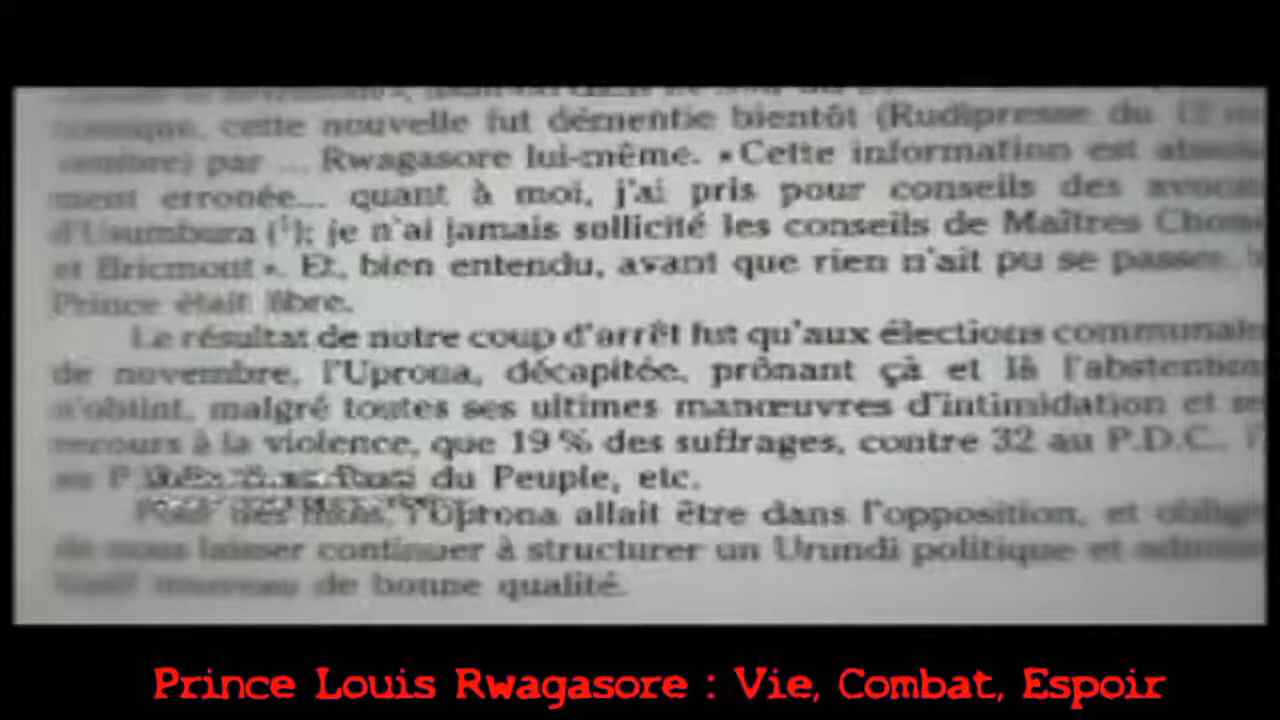 cette nouvelle fut démentie bientôt (Rudipresse du 12
par ... Rwagasore lui-même. « Cette information est
ment erronée... quant à moi, j'ai pris pour conseils des
d'Usumbura (¹); je n'ai jamais sollicité les conseils de Maîtres
et Bricmont ». Et, bien entendu, avant que rien n'ait pu se passer,
Prince était libre.
Le résultat de notre coup d'arrêt fut qu'aux élections
de novembre, l'Uprona, décapitée, prônant çà et là l'abstention
n'obtint, malgré toutes ses ultimes manœuvres d'intimidation et
recours à la violence, que 19 % des suffrages, contre 32 au P.D.C.
au P du Peuple, etc.
l'Uprona allait être dans l'opposition, et
laisser continuer à structurer un Urundi politique et
nouveau de bonne qualité.
Prince Louis Rwagasore : Vie, Combat, Espoir